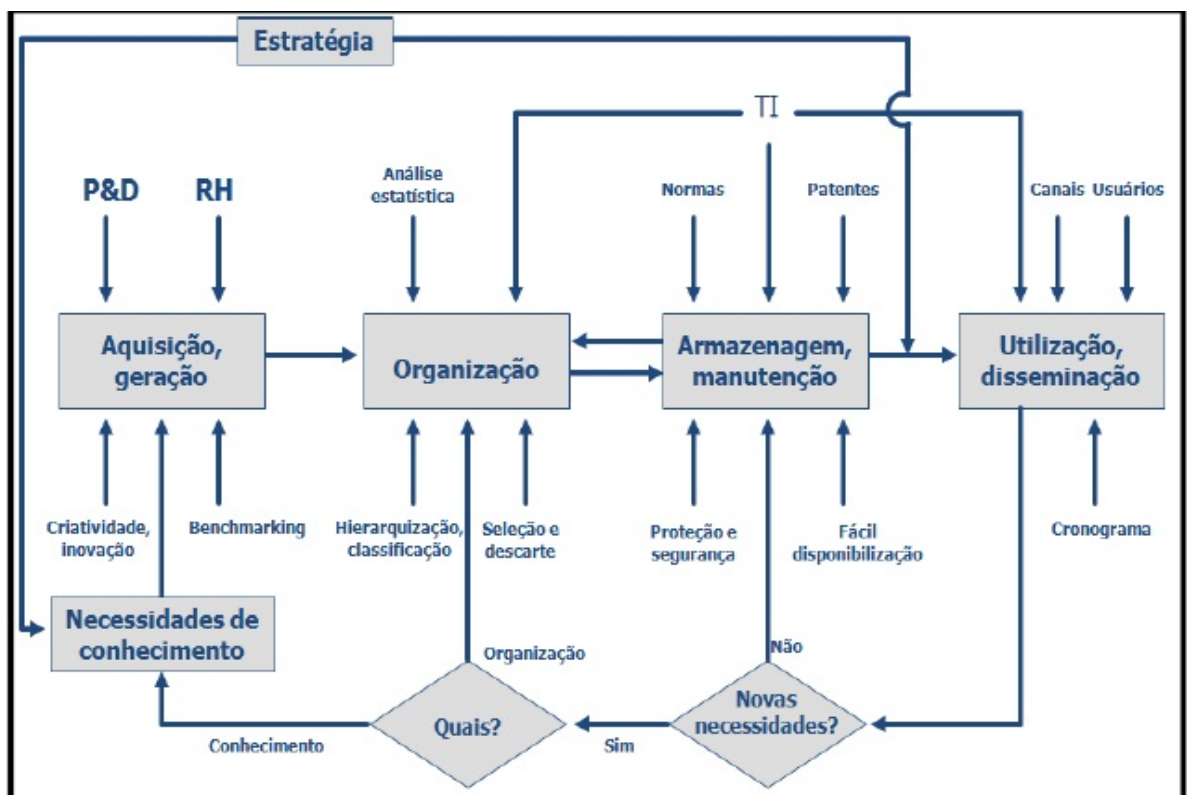 Estratégia
TI
P&D
RH
Análise
estatística
Normas
Patentes
Canais
Usuários
Aquisição,
geração
Organização
Armazenagem,
manutenção
Utilização,
disseminação
Criatividade,
inovação
Benchmarking
Hierarquização,
classificação
Seleção e
descarte
Proteção e
segurança
Fácil
disponibilização
Cronograma
Necessidades de
conhecimento
Organização
Não
Quais?
Novas
necessidades?
Conhecimento
Sim